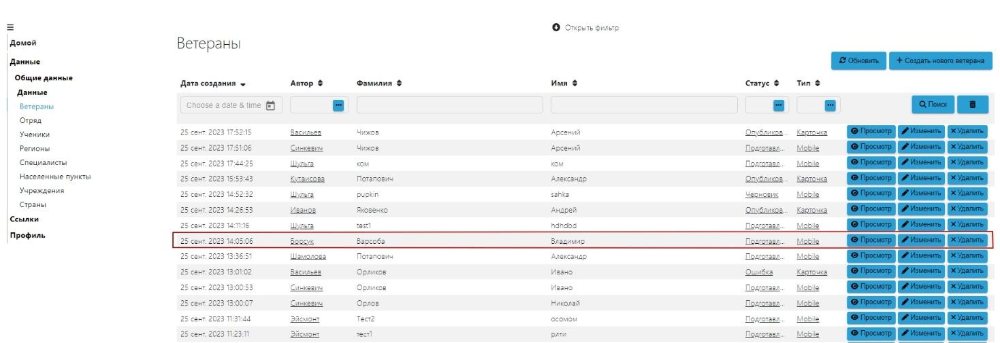 Открыть фильтр
Домой
Данные
Общие данные
Данные
Ветераны
Отряд
Ученики
Регионы
Специалисты
Населенные пункты
Учреждения
Страны
Ссылки
Профиль
Ветераны
Обновить + Создать нового ветерана
Дата создания Автор Фамилия Имя Статус Тип
Choose a date & time ... ... ... Поиск
25 сент. 2023 17:52:15 Васильев Чижов Арсений Опубликов... Карточка Просмотр Изменить Удалить
25 сент. 2023 17:51:06 Синкевич Чижов Арсений Подготавл... Mobile Просмотр Изменить Удалить
25 сент. 2023 17:44:25 Шульга ком ком Подготавл... Mobile Просмотр Изменить Удалить
25 сент. 2023 15:53:43 Кутаисова Потапович Александр Опубликов... Карточка Просмотр Изменить Удалить
25 сент. 2023 14:52:32 Шульга pupkin sahka Черновик Mobile Просмотр Изменить Удалить
25 сент. 2023 14:26:53 Иванов Яковенко Андрей Опубликов... Карточка Просмотр Изменить Удалить
25 сент. 2023 14:11:16 Шульга test1 hdhdbd Подготавл... Mobile Просмотр Изменить Удалить
25 сент. 2023 14:05:06 Борсук Варсоба Владимир Подготавл... Mobile Просмотр Изменить Удалить
25 сент. 2023 13:36:51 Шамолова Потапович Александр Подготавл... Mobile Просмотр Изменить Удалить
25 сент. 2023 13:01:02 Васильев Орликов Ивано Ошибка Карточка Просмотр Изменить Удалить
25 сент. 2023 13:00:53 Синкевич Орликов Ивано Подготавл... Mobile Просмотр Изменить Удалить
25 сент. 2023 13:00:07 Синкевич Орлов Николай Подготавл... Mobile Просмотр Изменить Удалить
25 сент. 2023 11:31:44 Эйсмонт Тест2 осомом Подготавл... Mobile Просмотр Изменить Удалить
25 сент. 2023 11:23:11 Эйсмонт тест1 рлти Подготавл... Mobile Просмотр Изменить Удалить